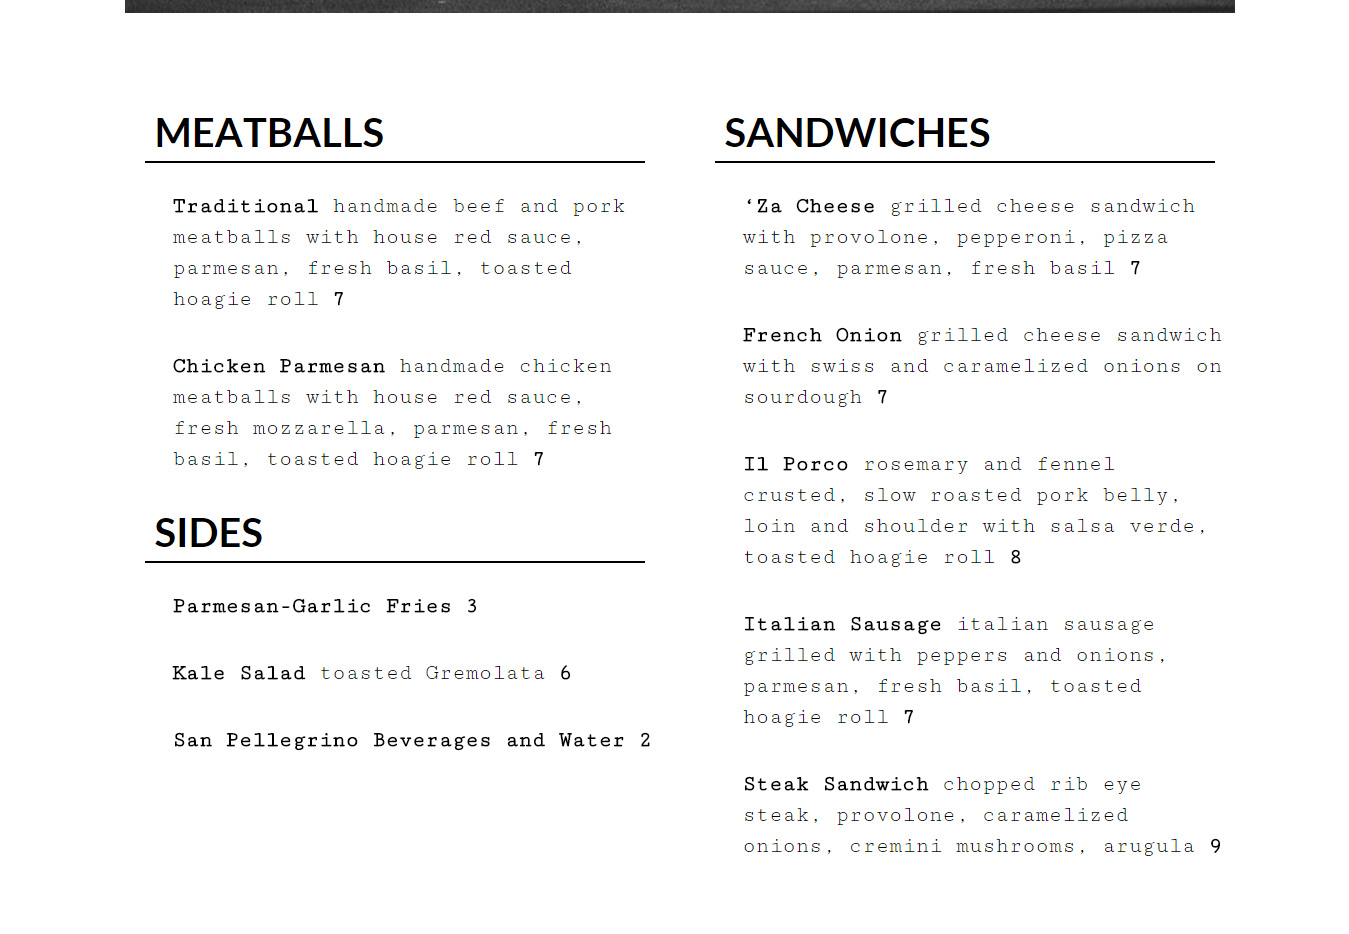 MEATBALLS
Traditional handmade beef and pork
meatballs with house red sauce,
parmesan, fresh basil, toasted
hoagie roll 7
Chicken Parmesan handmade chicken
meatballs with house red sauce,
fresh mozzarella, parmesan, fresh
basil, toasted hoagie roll 7
SIDES
Parmesan-Garlic Fries 3
Kale Salad toasted Gremolata 6
San Pellegrino Beverages and Water 2
SANDWICHES
‘Za Cheese grilled cheese sandwich
with provolone, pepperoni, pizza
sauce, parmesan, fresh basil 7
French Onion grilled cheese sandwich
with swiss and caramelized onions on
sourdough 7
Il Porco rosemary and fennel
crusted, slow roasted pork belly,
loin and shoulder with salsa verde,
toasted hoagie roll 8
Italian Sausage italian sausage
grilled with peppers and onions,
parmesan, fresh basil, toasted
hoagie roll 7
Steak Sandwich chopped rib eye
steak, provolone, caramelized
onions, cremini mushrooms, arugula 9